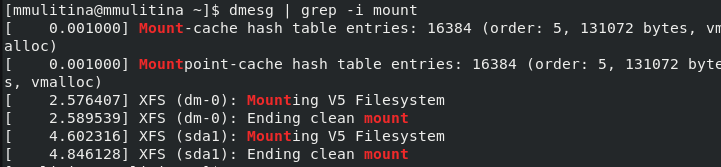 [mmulitina@mmulitina ~]$ dmesg | grep -i mount
[    0.001000] Mount-cache hash table entries: 16384 (order: 5, 131072 bytes, vm
alloc)
[    0.001000] Mountpoint-cache hash table entries: 16384 (order: 5, 131072 byte
s, vmalloc)
[    2.576407] XFS (dm-0): Mounting V5 Filesystem
[    2.589539] XFS (dm-0): Ending clean mount
[    4.602316] XFS (sda1): Mounting V5 Filesystem
[    4.846128] XFS (sda1): Ending clean mount